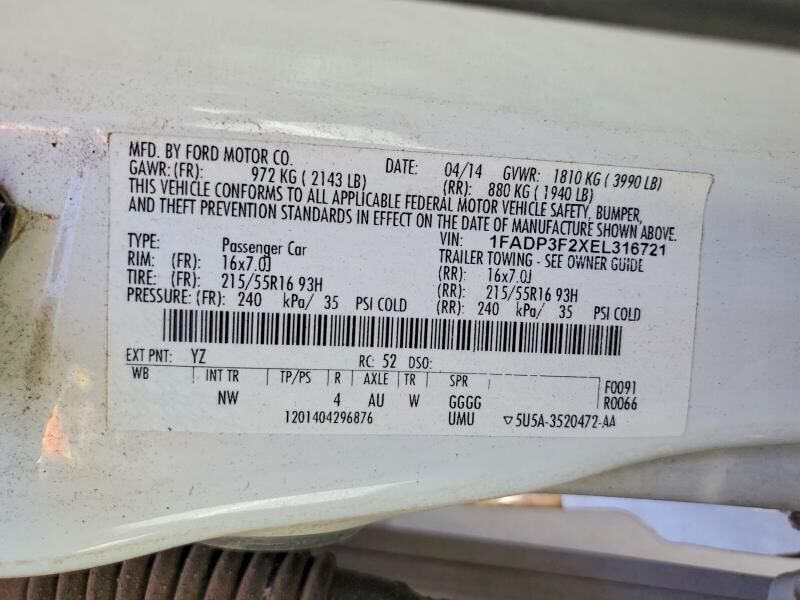 MFD. BY FORD MOTOR CO. DATE: 04/14 GVWR: 1810 KG ( 3990 LB)
GAWR: (FR): 972 KG ( 2143 LB) (RR): 880 KG ( 1940 LB)
THIS VEHICLE CONFORMS TO ALL APPLICABLE FEDERAL MOTOR VEHICLE SAFETY, BUMPER,
AND THEFT PREVENTION STANDARDS IN EFFECT ON THE DATE OF MANUFACTURE SHOWN ABOVE.
VIN: 1FADP3F2XEL316721
TYPE: Passenger Car TRAILER TOWING - SEE OWNER GUIDE
RIM: (FR): 16x7.0J (RR): 16x7.0J
TIRE: (FR): 215/55R16 93H (RR): 215/55R16 93H
PRESSURE: (FR): 240 kPa/ 35 PSI COLD (RR): 240 kPa/ 35 PSI COLD
EXT PNT: YZ RC: 52 DSO:
WB INT TR TP/PS R AXLE TR SPR F0091
NW 4 AU W GGGG R0066
1201404296876 UMU ▽5U5A-3520472-AA